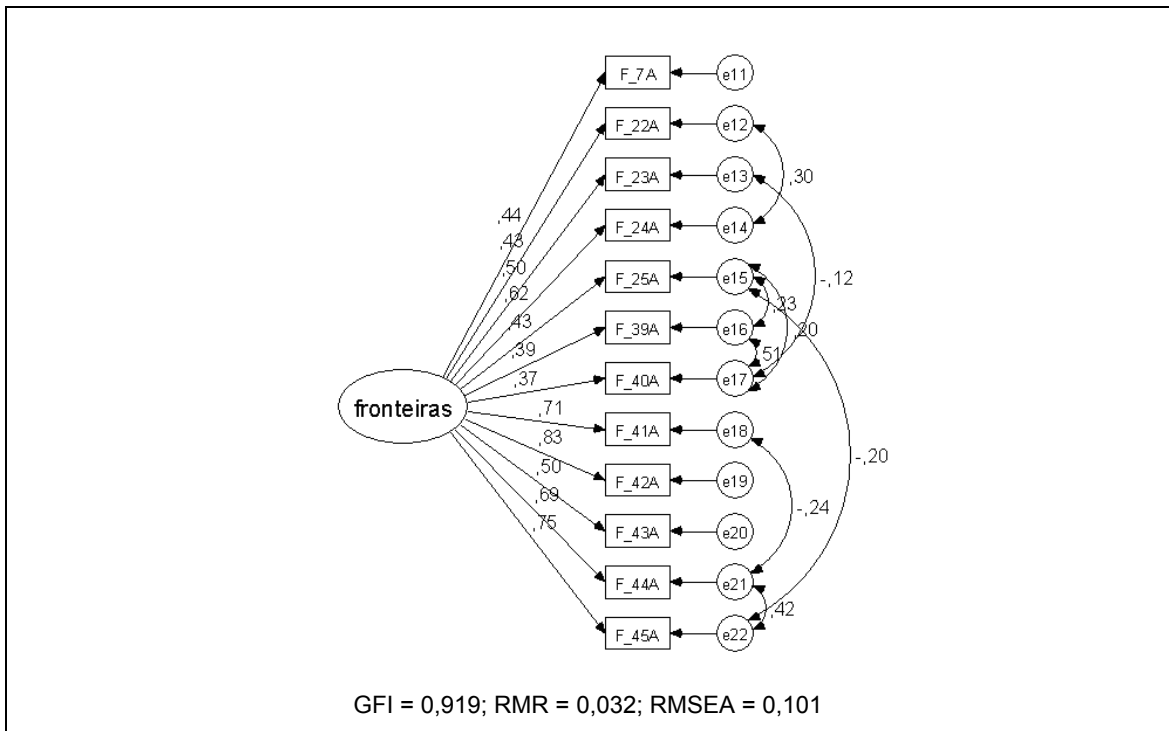 F_7A
e11
F_22A
e12
F_23A
e13
,30
F_24A
e14
,44
,43
,50
F_25A
e15
-,12
,62
,23
,43
F_39A
e16
,20
,39
,51
,37
F_40A
e17
fronteiras
,71
F_41A
e18
,83
-,20
,50
F_42A
e19
,69
-,24
,75
F_43A
e20
F_44A
e21
,42
F_45A
e22
GFI = 0,919; RMR = 0,032; RMSEA = 0,101